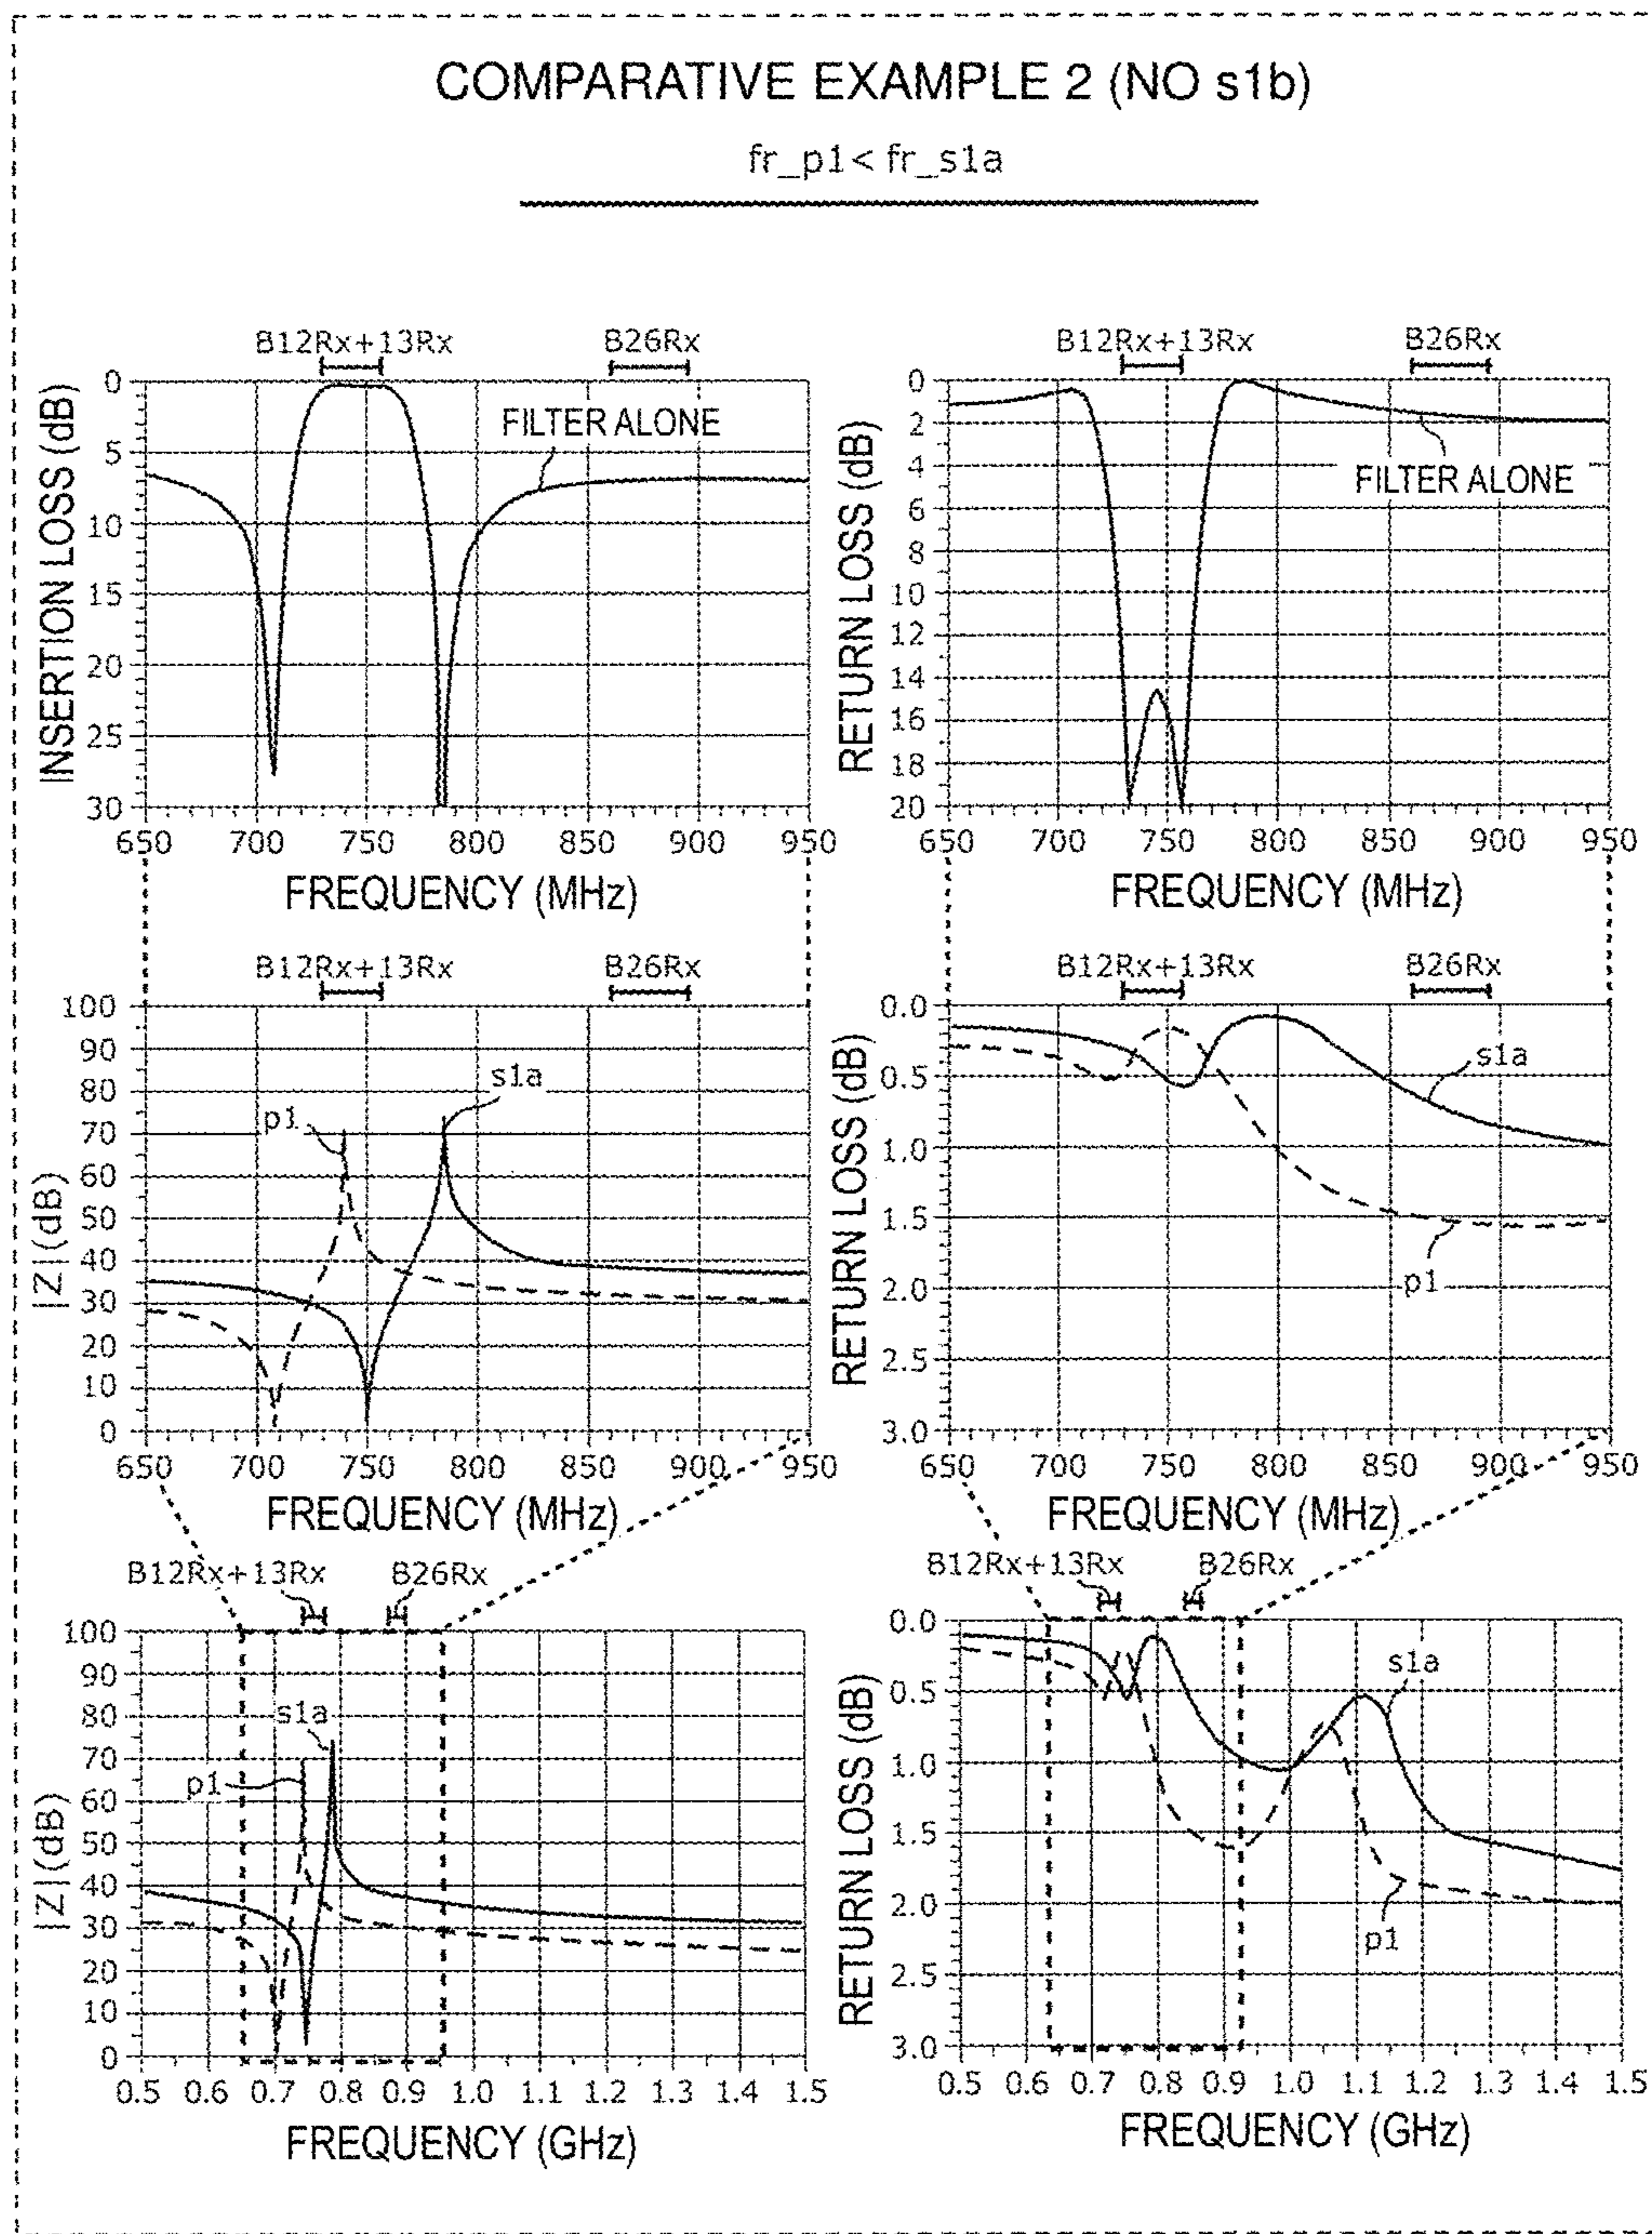 COMPARATIVE EXAMPLE 2 (NO s1b)
fr_p1< fr_s1a
B12Rx+13Rx
B26Rx
INSERTION LOSS (dB)
0
5
10
15
20
25
30
FILTER ALONE
650 700 750 800 850 900 950
FREQUENCY (MHz)
B12Rx+13Rx
B26Rx
RETURN LOSS (dB)
0
2
4
6
8
10
12
14
16
18
20
FILTER ALONE
650 700 750 800 850 900 950
FREQUENCY (MHz)
B12Rx+13Rx
B26Rx
|Z|(dB)
100
90
80
70
60
50
40
30
20
10
0
s1a
p1
650 700 750 800 850 900 950
FREQUENCY (MHz)
B12Rx+13Rx
B26Rx
RETURN LOSS (dB)
0.0
0.5
1.0
1.5
2.0
2.5
3.0
s1a
p1
650 700 750 800 850 900 950
FREQUENCY (MHz)
B12Rx+13Rx
B26Rx
|Z|(dB)
100
90
80
70
60
50
40
30
20
10
0
s1a
p1
0.5 0.6 0.7 0.8 0.9 1.0 1.1 1.2 1.3 1.4 1.5
FREQUENCY (GHz)
B12Rx+13Rx
B26Rx
RETURN LOSS (dB)
0.0
0.5
1.0
1.5
2.0
2.5
3.0
s1a
p1
0.5 0.6 0.7 0.8 0.9 1.0 1.1 1.2 1.3 1.4 1.5
FREQUENCY (GHz)